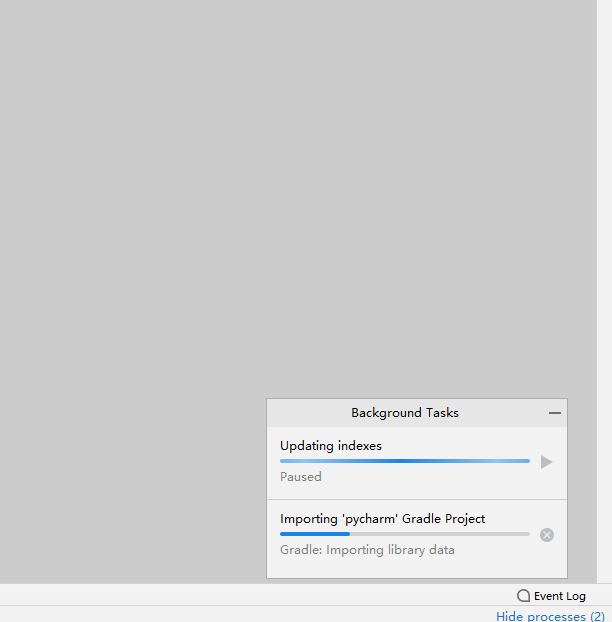 Background Tasks
Updating indexes
Paused
Importing 'pycharm' Gradle Project
Gradle: Importing library data
Event Log
Hide processes (2)